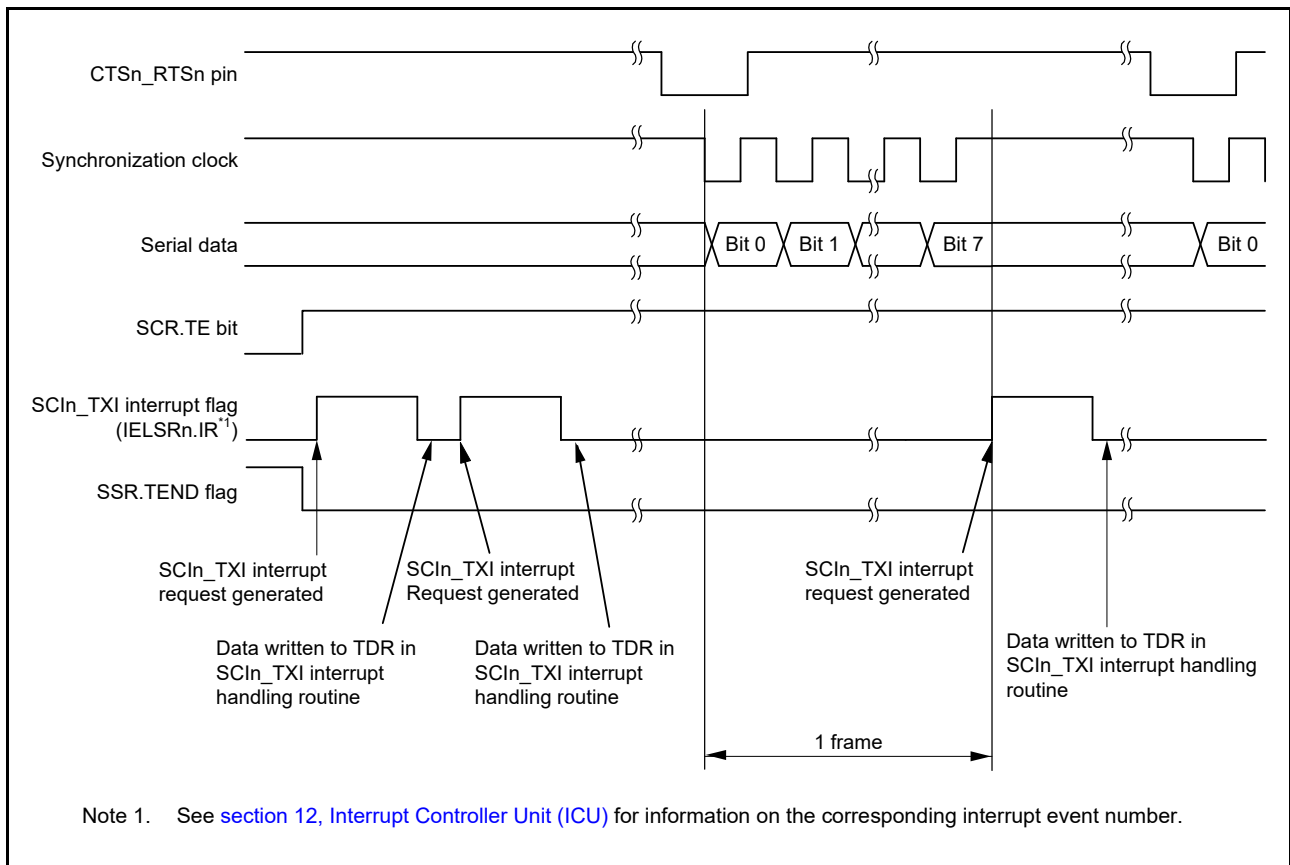 CTSn_RTSn pin
Synchronization clock
Serial data
Bit 0
Bit 1
Bit 7
Bit 0
SCR.TE bit
SCIn_TXI interrupt flag
(IELSRn.IR*1)
SSR.TEND flag
SCIn_TXI interrupt
request generated
SCIn_TXI interrupt
Request generated
SCIn_TXI interrupt
request generated
Data written to TDR in
SCIn_TXI interrupt
handling routine
Data written to TDR in
SCIn_TXI interrupt
handling routine
Data written to TDR in
SCIn_TXI interrupt handling
routine
1 frame
Note 1. See section 12, Interrupt Controller Unit (ICU) for information on the corresponding interrupt event number.